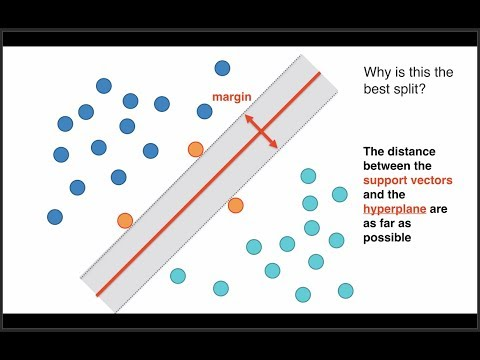 margin
Why is this the
best split?
The distance
between the
support vectors
and the
hyperplane are
as far as
possible